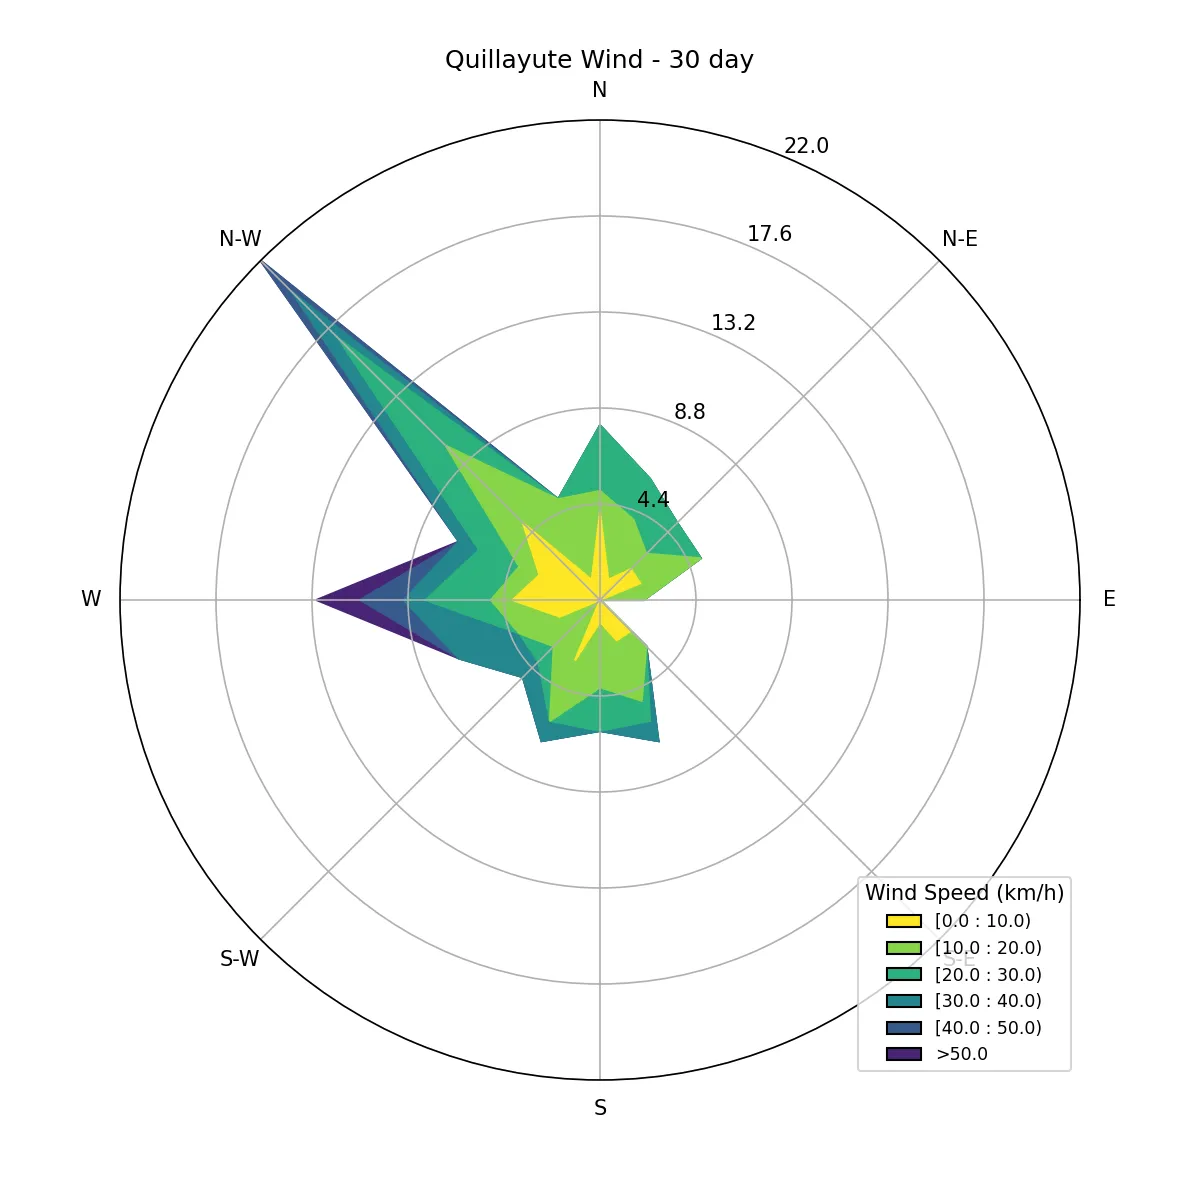 Quillayute Wind - 30 day
N
22.0
N-W
17.6
N-E
13.2
8.8
4.4
W
E
S-W
S-E
S
Wind Speed (km/h)
[0.0 : 10.0)
[10.0 : 20.0)
[20.0 : 30.0)
[30.0 : 40.0)
[40.0 : 50.0)
>50.0